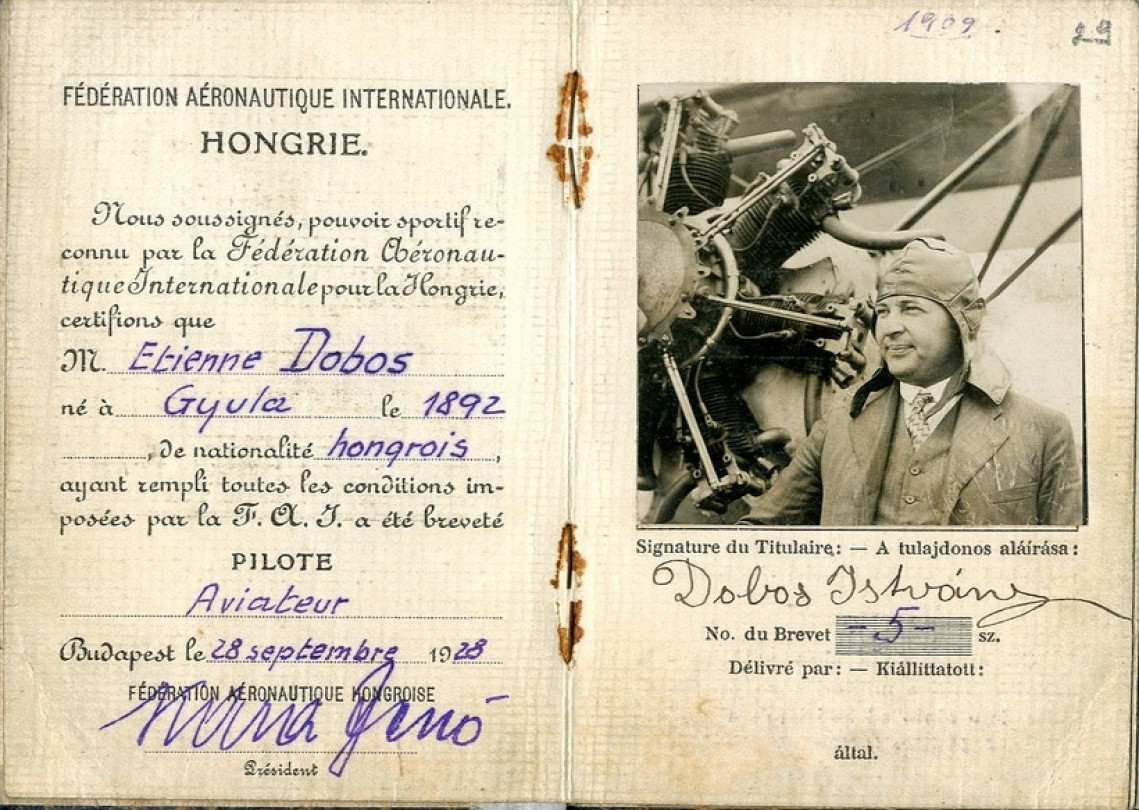 FÉDÉRATION AÉRONAUTIQUE INTERNATIONALE.
HONGRIE.
Nous soussignés, pouvoir sportif re-
connu par la Fédération Aéronau-
tique Internationale pour la Hongrie,
certifions que
M. Etienne Dobos
né à Gyula le 1892
, de nationalité hongrois,
ayant rempli toutes les conditions im-
posées par la F. A. I. a été breveté
PILOTE
Aviateur
Budapest le 28 septembre 1928
FÉDÉRATION AÉRONAUTIQUE HONGROISE
Jenő
Président
1909
Signature du Titulaire: — A tulajdonos aláírása:
Dobos István
No. du Brevet -5- sz.
Délivré par: — Kiállittatott:
által.